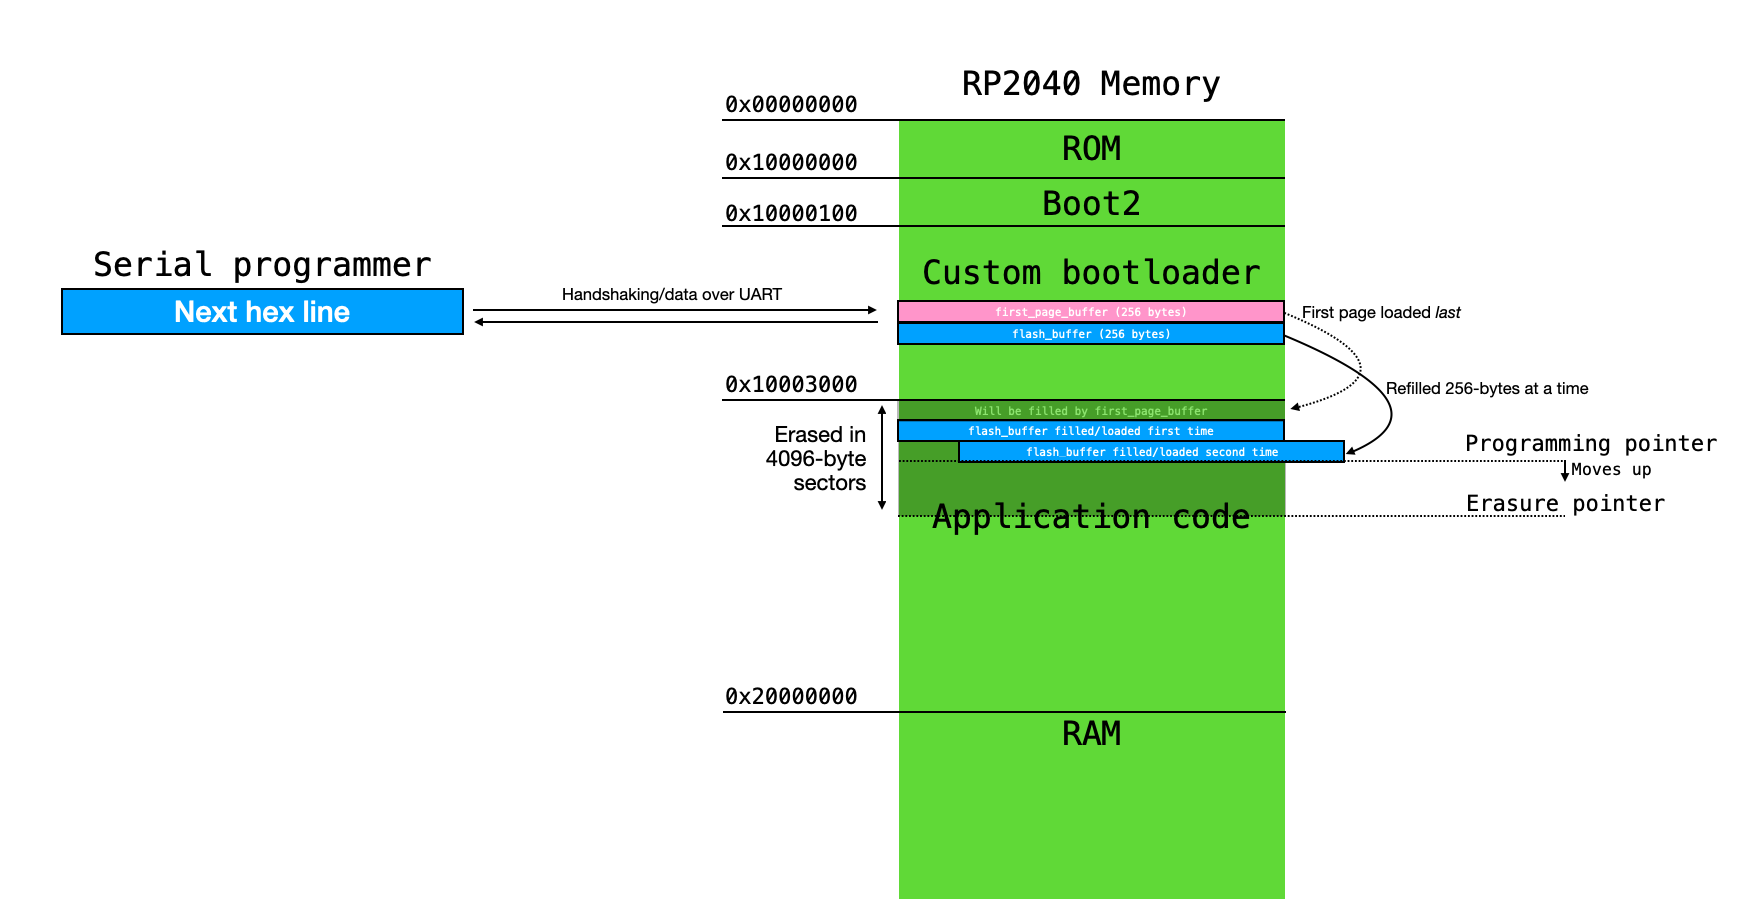 RP2040 Memory
0x00000000
ROM
0x10000000
Boot2
0x10000100
Serial programmer
Custom bootloader
Next hex line
Handshaking/data over UART
first_page_buffer (256 bytes)
First page loaded last
flash_buffer (256 bytes)
0x10003000
Refilled 256-bytes at a time
Will be filled by first_page_buffer
Erased in
4096-byte
sectors
flash_buffer filled/loaded first time
flash_buffer filled/loaded second time
Programming pointer
Moves up
Erasure pointer
Application code
0x20000000
RAM